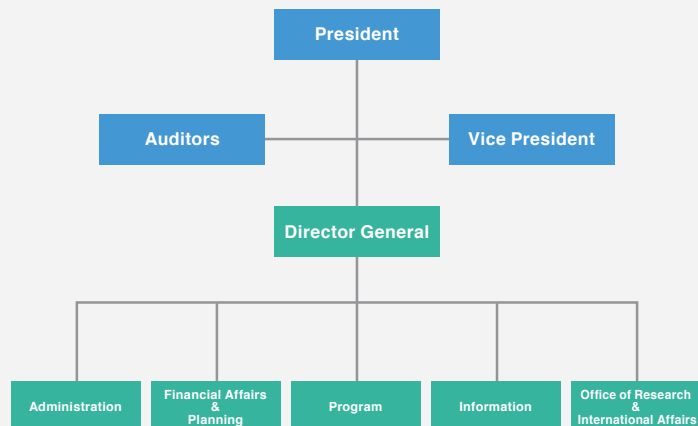 President
Auditors
Vice President
Director General
Administration
Financial Affairs
&
Planning
Program
Information
Office of Research
&
International Affairs